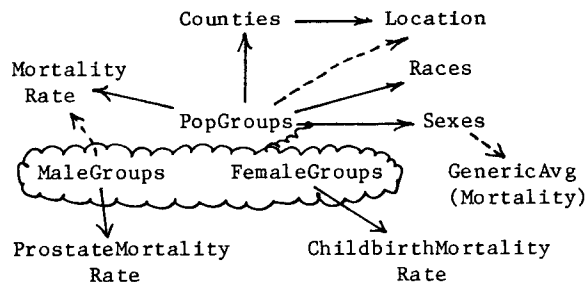 Counties
Location
Mortality
Rate
Races
PopGroups
Sexes
MaleGroups
FemaleGroups
GenericAvg
(Mortality)
ProstateMortality
Rate
ChildbirthMortality
Rate